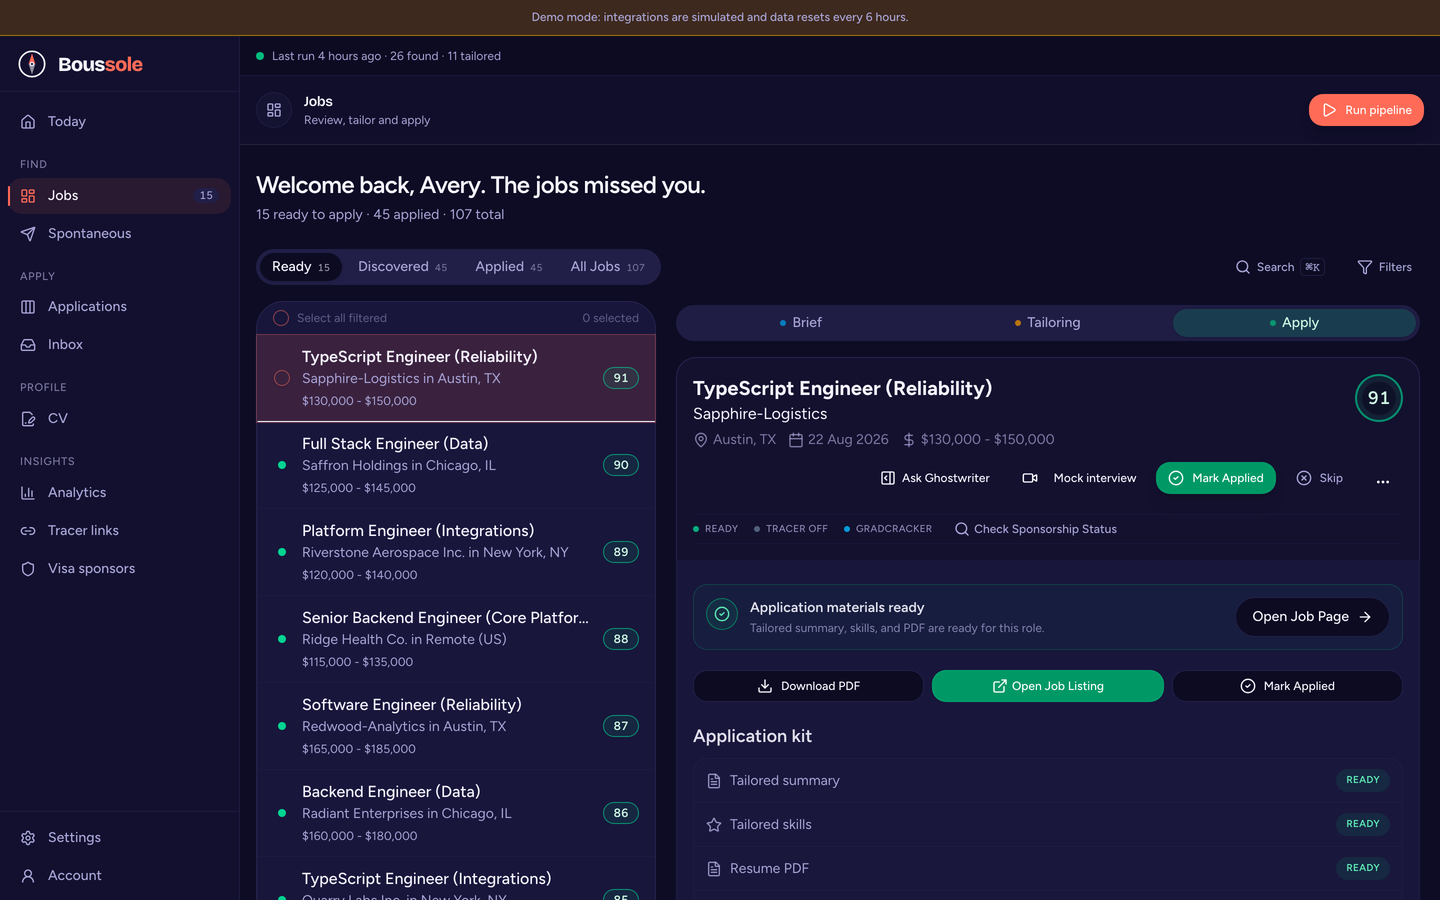 Demo mode: integrations are simulated and data resets every 6 hours.
Boussole
Today
FIND
Jobs 15
Spontaneous
APPLY
Applications
Inbox
PROFILE
CV
INSIGHTS
Analytics
Tracer links
Visa sponsors
Settings
Account
Last run 4 hours ago · 26 found · 11 tailored
Jobs
Review, tailor and apply
Run pipeline
Welcome back, Avery. The jobs missed you.
15 ready to apply · 45 applied · 107 total
Ready 15 Discovered 45 Applied 45 All Jobs 107
Search ⌘K Filters
Select all filtered 0 selected
TypeScript Engineer (Reliability)
Sapphire-Logistics in Austin, TX 91
$130,000 - $150,000
Full Stack Engineer (Data)
Saffron Holdings in Chicago, IL 90
$125,000 - $145,000
Platform Engineer (Integrations)
Riverstone Aerospace Inc. in New York, NY 89
$120,000 - $140,000
Senior Backend Engineer (Core Platfor...
Ridge Health Co. in Remote (US) 88
$115,000 - $135,000
Software Engineer (Reliability)
Redwood-Analytics in Austin, TX 87
$165,000 - $185,000
Backend Engineer (Data)
Radiant Enterprises in Chicago, IL 86
$160,000 - $180,000
TypeScript Engineer (Integrations)
Quarry Labs Inc. in New York, NY 85
Brief Tailoring Apply
TypeScript Engineer (Reliability)
Sapphire-Logistics
91
Austin, TX 22 Aug 2026 $130,000 - $150,000
Ask Ghostwriter Mock interview Mark Applied Skip ...
READY TRACER OFF GRADCRACKER Check Sponsorship Status
Application materials ready
Tailored summary, skills, and PDF are ready for this role.
Open Job Page
Download PDF Open Job Listing Mark Applied
Application kit
Tailored summary READY
Tailored skills READY
Resume PDF READY